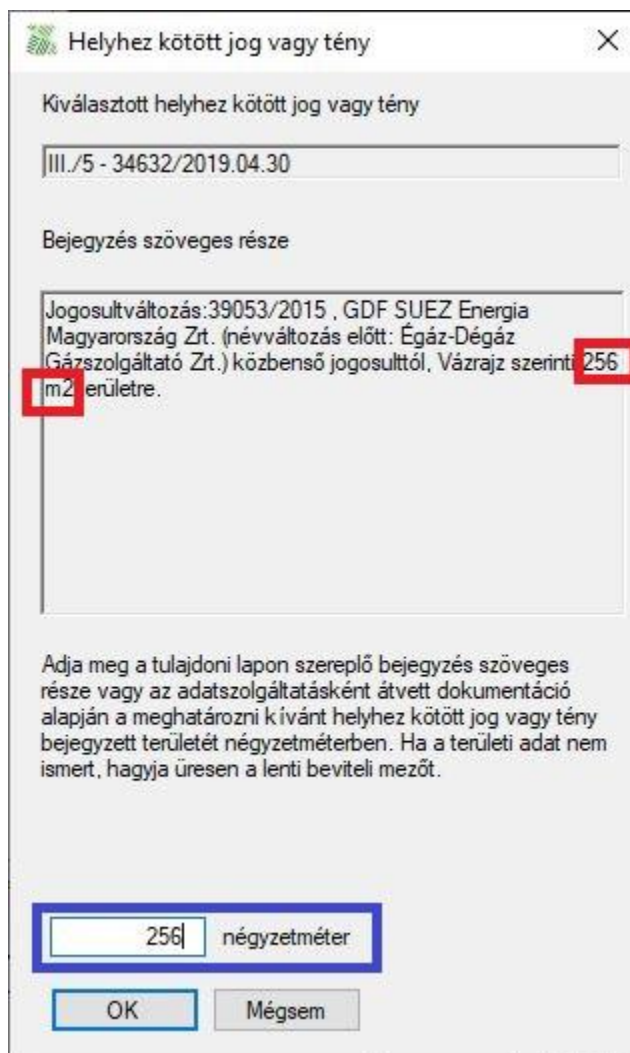 Helyhez kötött jog vagy tény
Kiválasztott helyhez kötött jog vagy tény
III./5 - 34632/2019.04.30
Bejegyzés szöveges része
Jogosultváltozás:39053/2015 , GDF SUEZ Energia
Magyarország Zrt. (névváltozás előtt: Égáz-Dégáz
Gázszolgáltató Zrt.) közbenső jogosulttól, Vázrajz szerinti 256
m2 területre.
Adja meg a tulajdoni lapon szereplő bejegyzés szöveges
része vagy az adatszolgáltatásként átvett dokumentáció
alapján a meghatározni kívánt helyhez kötött jog vagy tény
bejegyzett területét négyzetméterben. Ha a területi adat nem
ismert, hagyja üresen a lenti beviteli mezőt.
256 négyzetméter
OK Mégsem